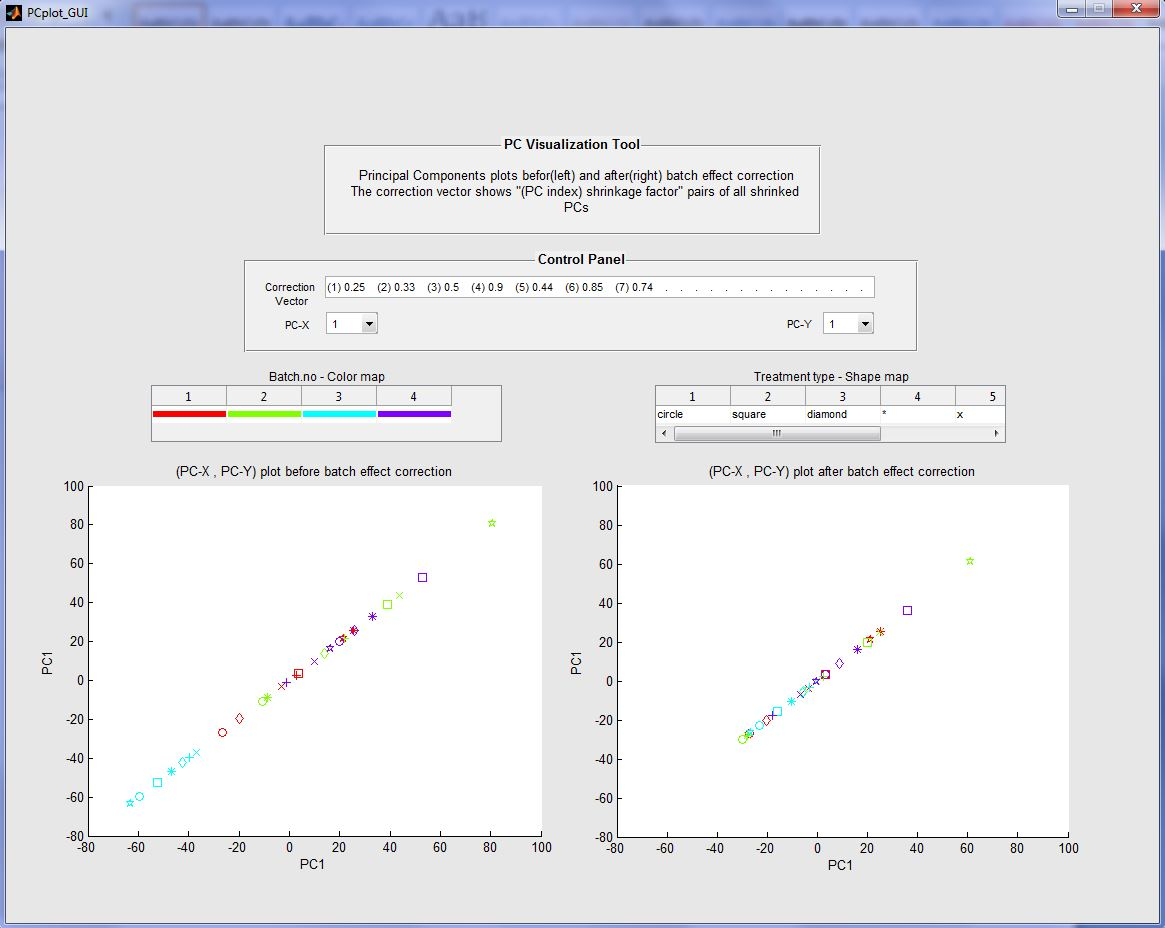 PCplot_GUI
PC Visualization Tool
Principal Components plots befor(left) and after(right) batch effect correction
The correction vector shows "(PC index) shrinkage factor" pairs of all shrinked
PCs
Control Panel
Correction
Vector
(1) 0.25 (2) 0.33 (3) 0.5 (4) 0.9 (5) 0.44 (6) 0.85 (7) 0.74 . . . . . . . . . . . . . .
PC-X 1 PC-Y 1
Batch.no - Color map
1 2 3 4
Treatment type - Shape map
1 2 3 4 5
circle square diamond * x
(PC-X , PC-Y) plot before batch effect correction
100
80
60
40
20
0
-20
-40
-60
-80
PC1
-80 -60 -40 -20 0 20 40 60 80 100
PC1
(PC-X , PC-Y) plot after batch effect correction
100
80
60
40
20
0
-20
-40
-60
-80
PC1
-80 -60 -40 -20 0 20 40 60 80 100
PC1